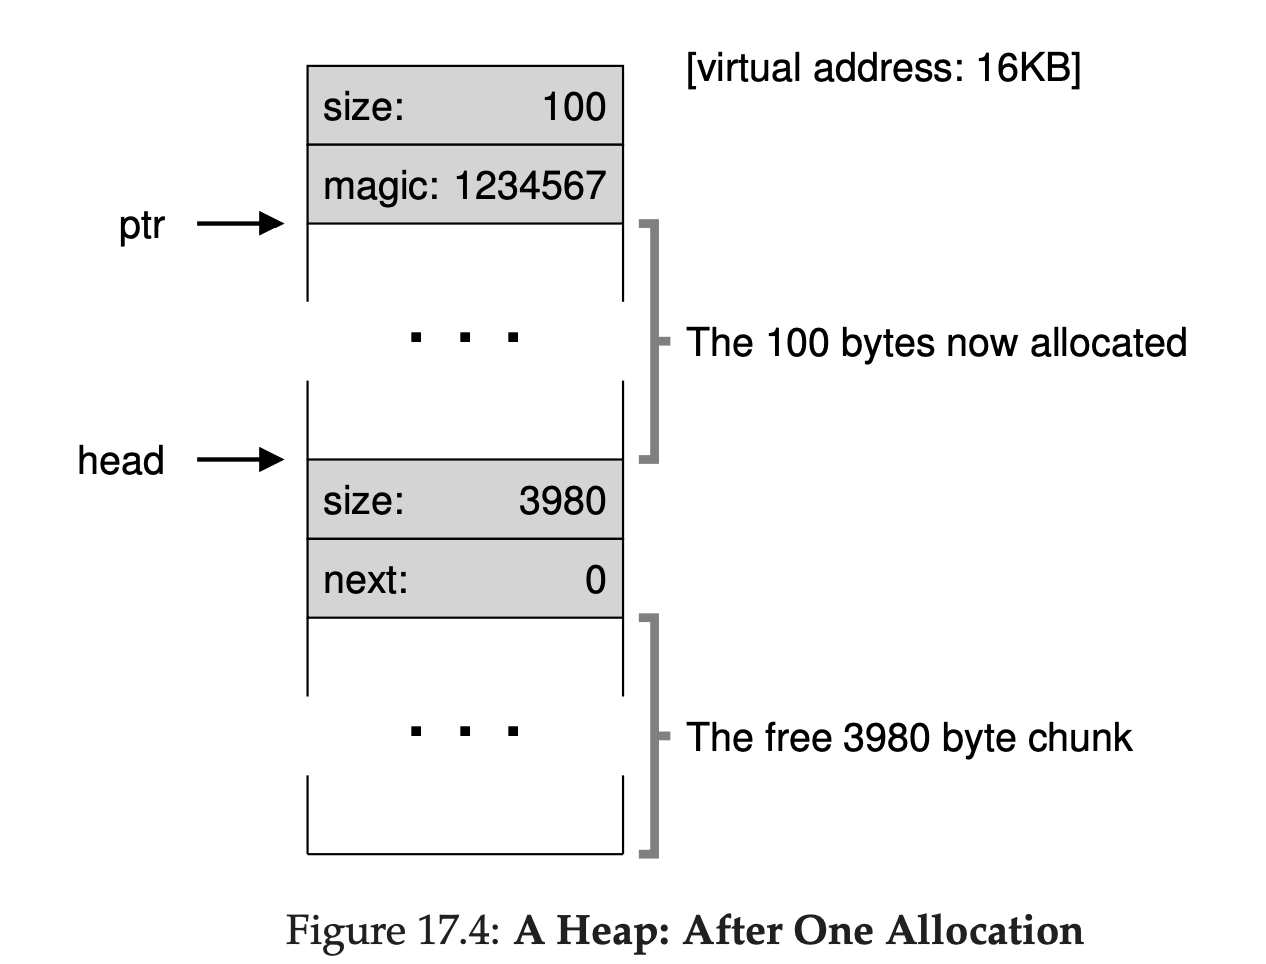 [virtual address: 16KB]
size: 100
magic: 1234567
ptr
The 100 bytes now allocated
head
size: 3980
next: 0
The free 3980 byte chunk
Figure 17.4: A Heap: After One Allocation